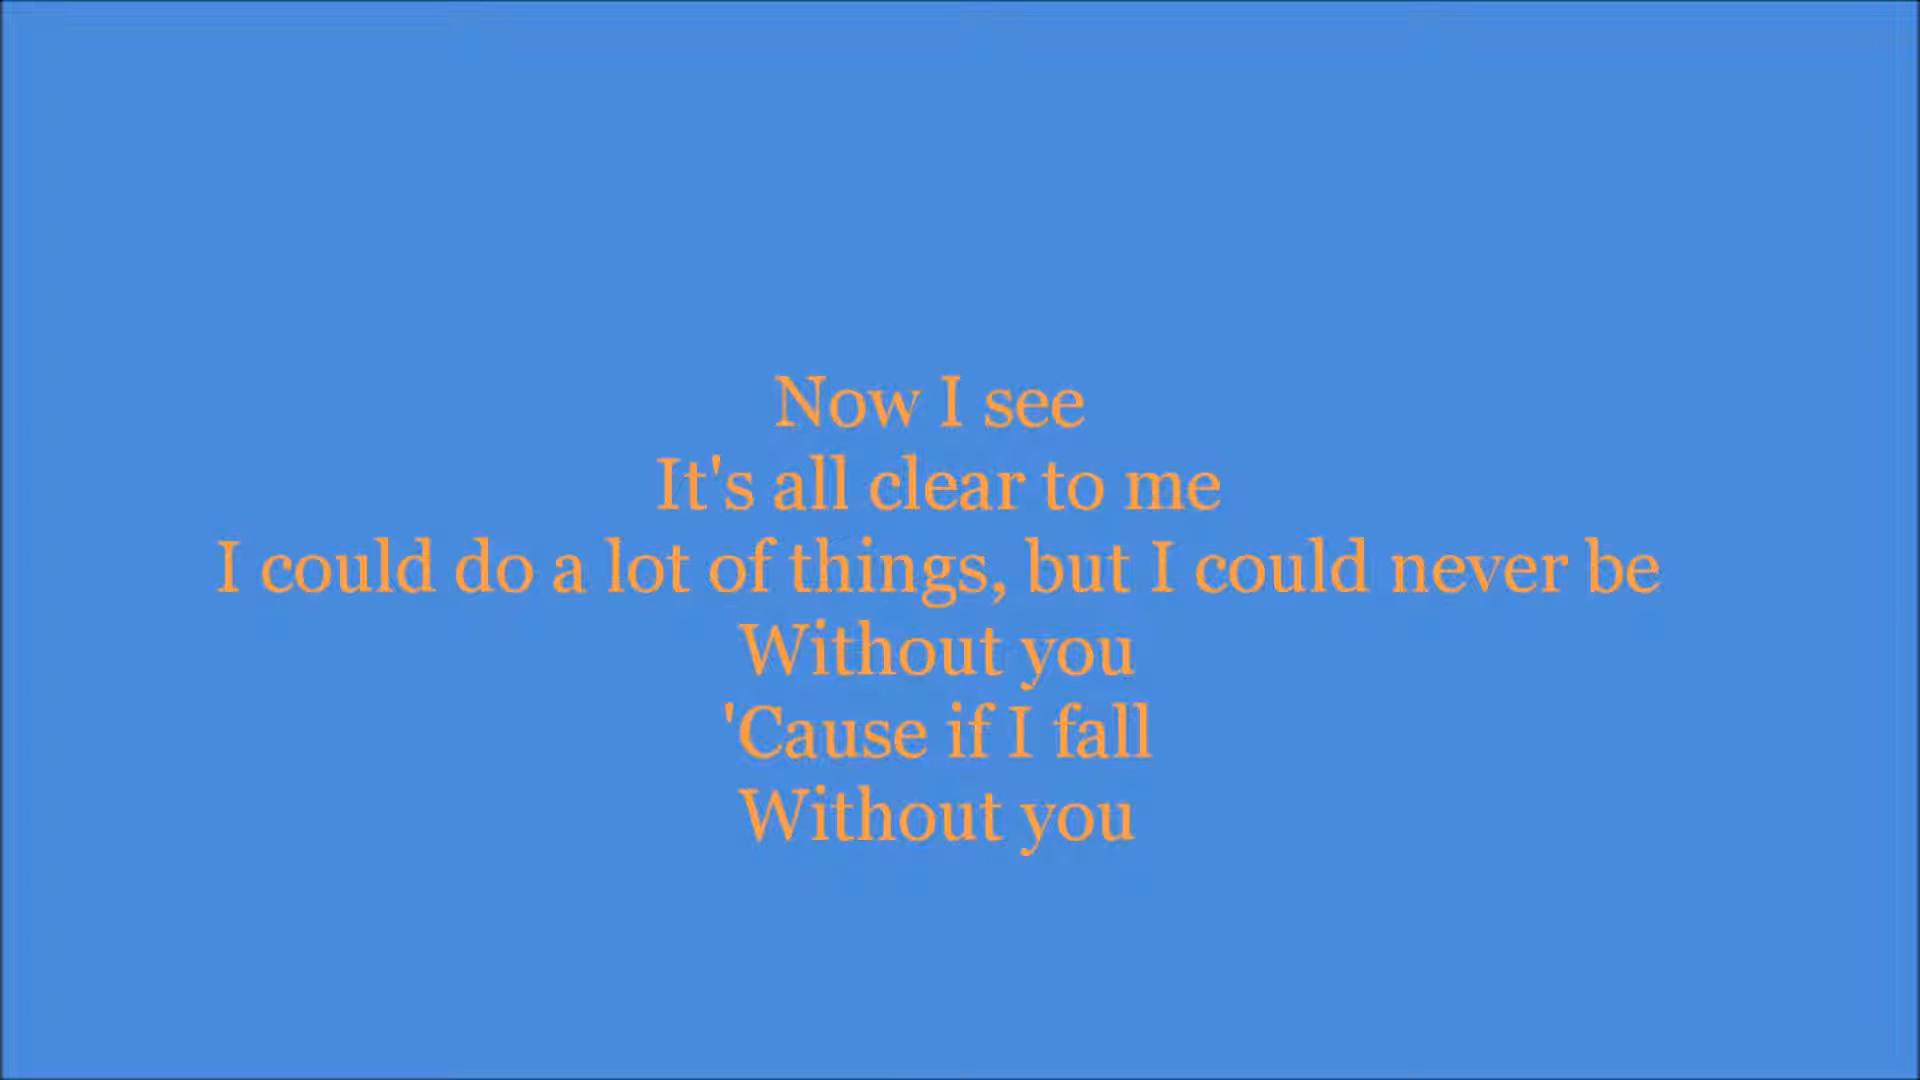 Now I see
It's all clear to me
I could do a lot of things, but I could never be
Without you
'Cause if I fall
Without you